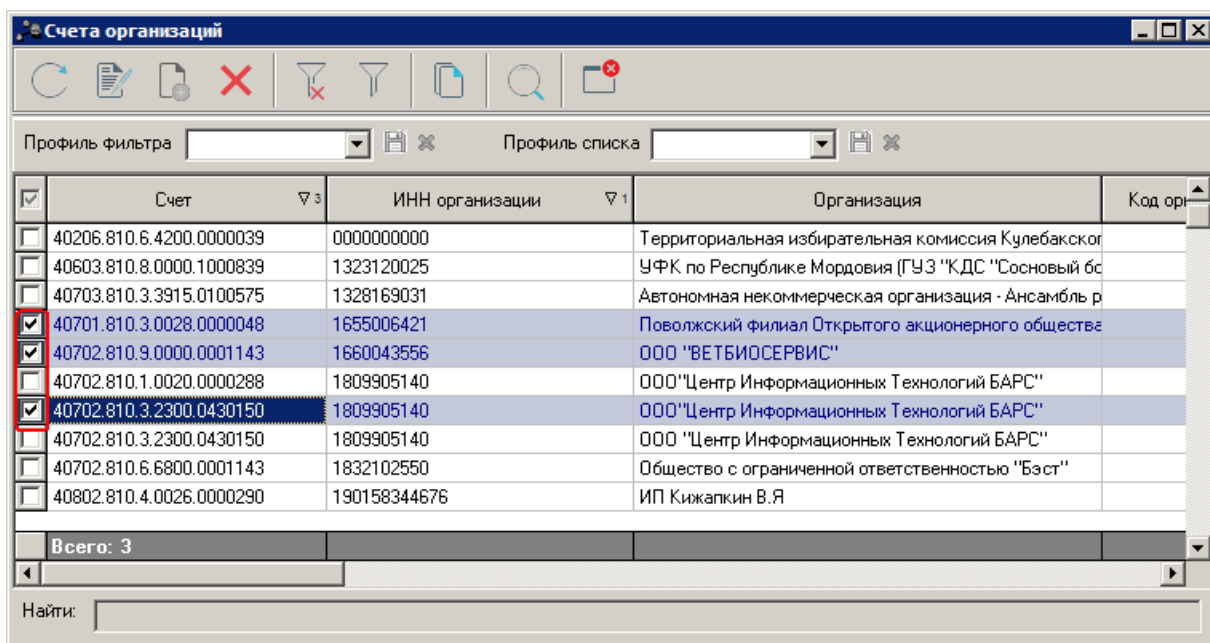 Счета организаций
Профиль фильтра Профиль списка
Счет 3 ИНН организации 1 Организация Код орг
40206.810.6.4200.0000039 0000000000 Территориальная избирательная комиссия Кулебакског
40603.810.8.0000.1000839 1323120025 УФК по Республике Мордовия (ГУЗ "КДС "Сосновый бо
40703.810.3.3915.0100575 1328169031 Автономная некоммерческая организация - Ансамбль р
40701.810.3.0028.0000048 1655006421 Поволжский филиал Открытого акционерного общества
40702.810.9.0000.0001143 1660043556 ООО "ВЕТБИОСЕРВИС"
40702.810.1.0020.0000288 1809905140 ООО"Центр Информационных Технологий БАРС"
40702.810.3.2300.0430150 1809905140 ООО"Центр Информационных Технологий БАРС"
40702.810.3.2300.0430150 1809905140 ООО "Центр Информационных Технологий БАРС"
40702.810.6.6800.0001143 1832102550 Общество с ограниченной ответственностью "Бэст"
40802.810.4.0026.0000290 190158344676 ИП Кижапкин В.Я
Всего: 3
Найти: